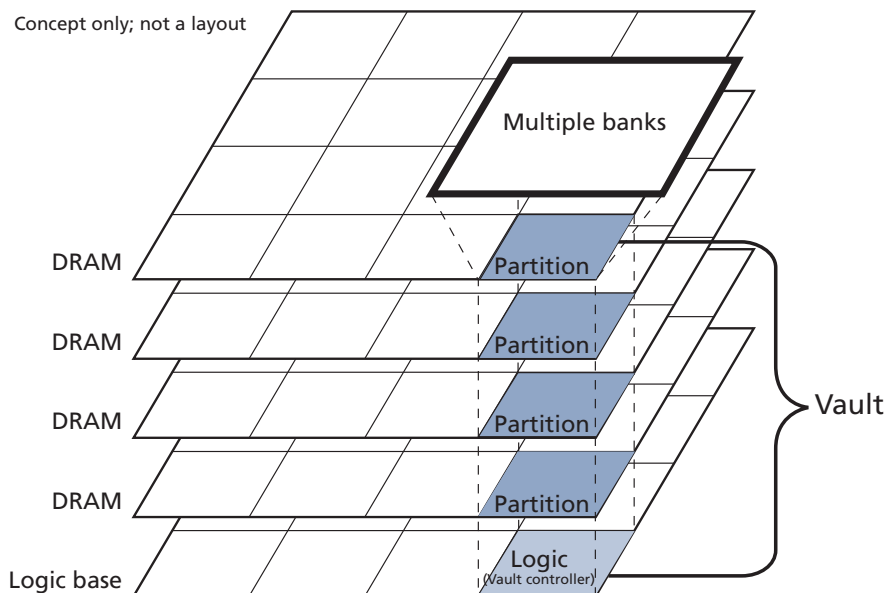 Concept only; not a layout
Multiple banks
DRAM
Partition
DRAM
Partition
DRAM
Partition
Vault
DRAM
Partition
Logic base
Logic
(Vault controller)